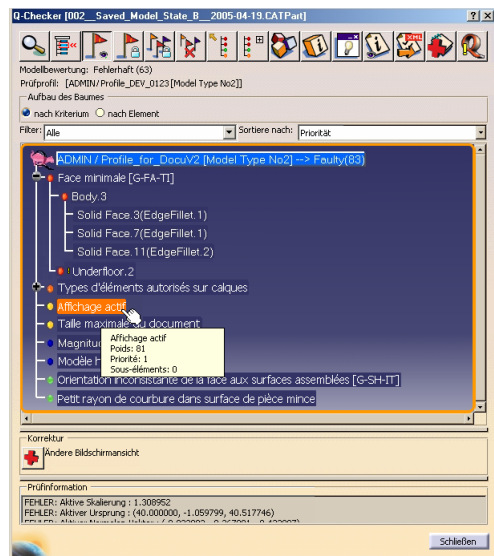 Q-Checker [002__Saved_Model_State_B__2005-04-19.CATPart]
Modellbewertung: Fehlerhaft (63)
Prüfprofil: [ADMIN/Profile_DEV_0123[Model Type No2]]
Aufbau des Baumes
nach Kriterium nach Element
Filter: Alle Sortiere nach: Priorität
ADMIN / Profile_for_DocuV2 [Model Type No2] --> Faulty(83)
Face minimale [G-FA-TI]
Body.3
Solid Face.3(EdgeFillet.1)
Solid Face.7(EdgeFillet.1)
Solid Face.11(EdgeFillet.2)
Underfloor.2
Types d'éléments autorisés sur calques
Affichage actif
Taille maximale du document
Magnitu
Modèle h
Affichage actif
Poids: 81
Priorité: 1
Sous-éléments: 0
Orientation inconsistante de la face aux surfaces assemblées [G-SH-IT]
Petit rayon de courbure dans surface de pièce mince
Korrektur
Ändere Bildschirmansicht
Prüfinformation
FEHLER: Aktive Skalierung : 1.308952
FEHLER: Aktiver Ursprung : (40.000000, -1.059799, 40.517746)
Schließen